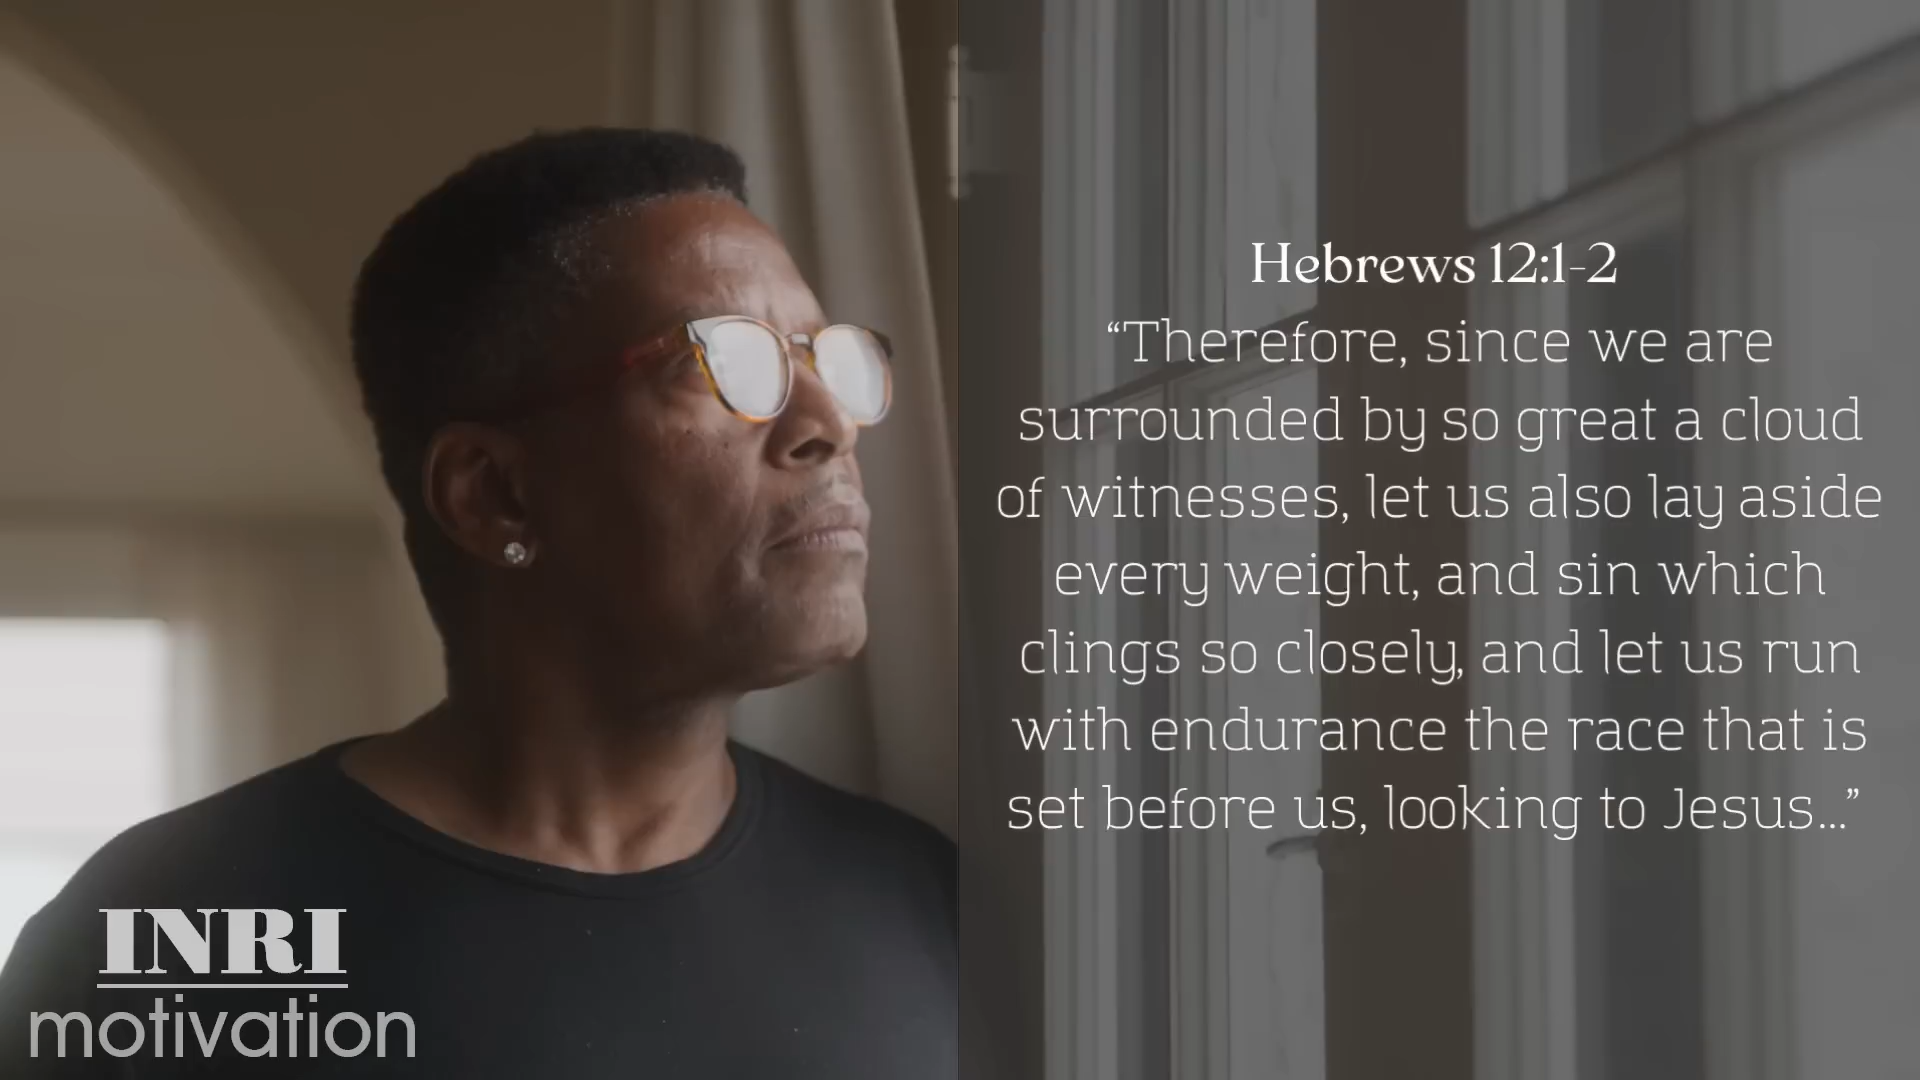 Hebrews 12:1-2
“Therefore, since we are
surrounded by so great a cloud
of witnesses, let us also lay aside
every weight, and sin which
clings so closely, and let us run
with endurance the race that is
set before us, looking to Jesus...”
INRI
motivation